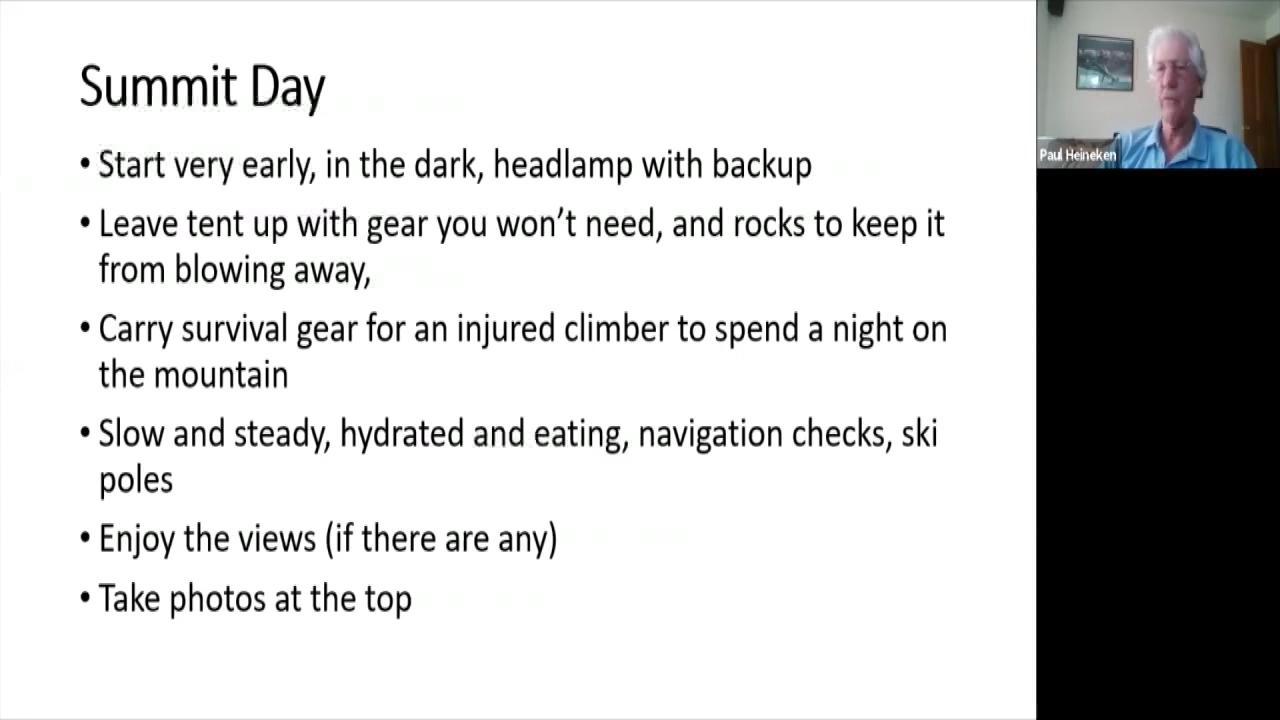 Summit Day
• Start very early, in the dark, headlamp with backup
• Leave tent up with gear you won’t need, and rocks to keep it
from blowing away,
• Carry survival gear for an injured climber to spend a night on
the mountain
• Slow and steady, hydrated and eating, navigation checks, ski
poles
• Enjoy the views (if there are any)
• Take photos at the top
Paul Heineken